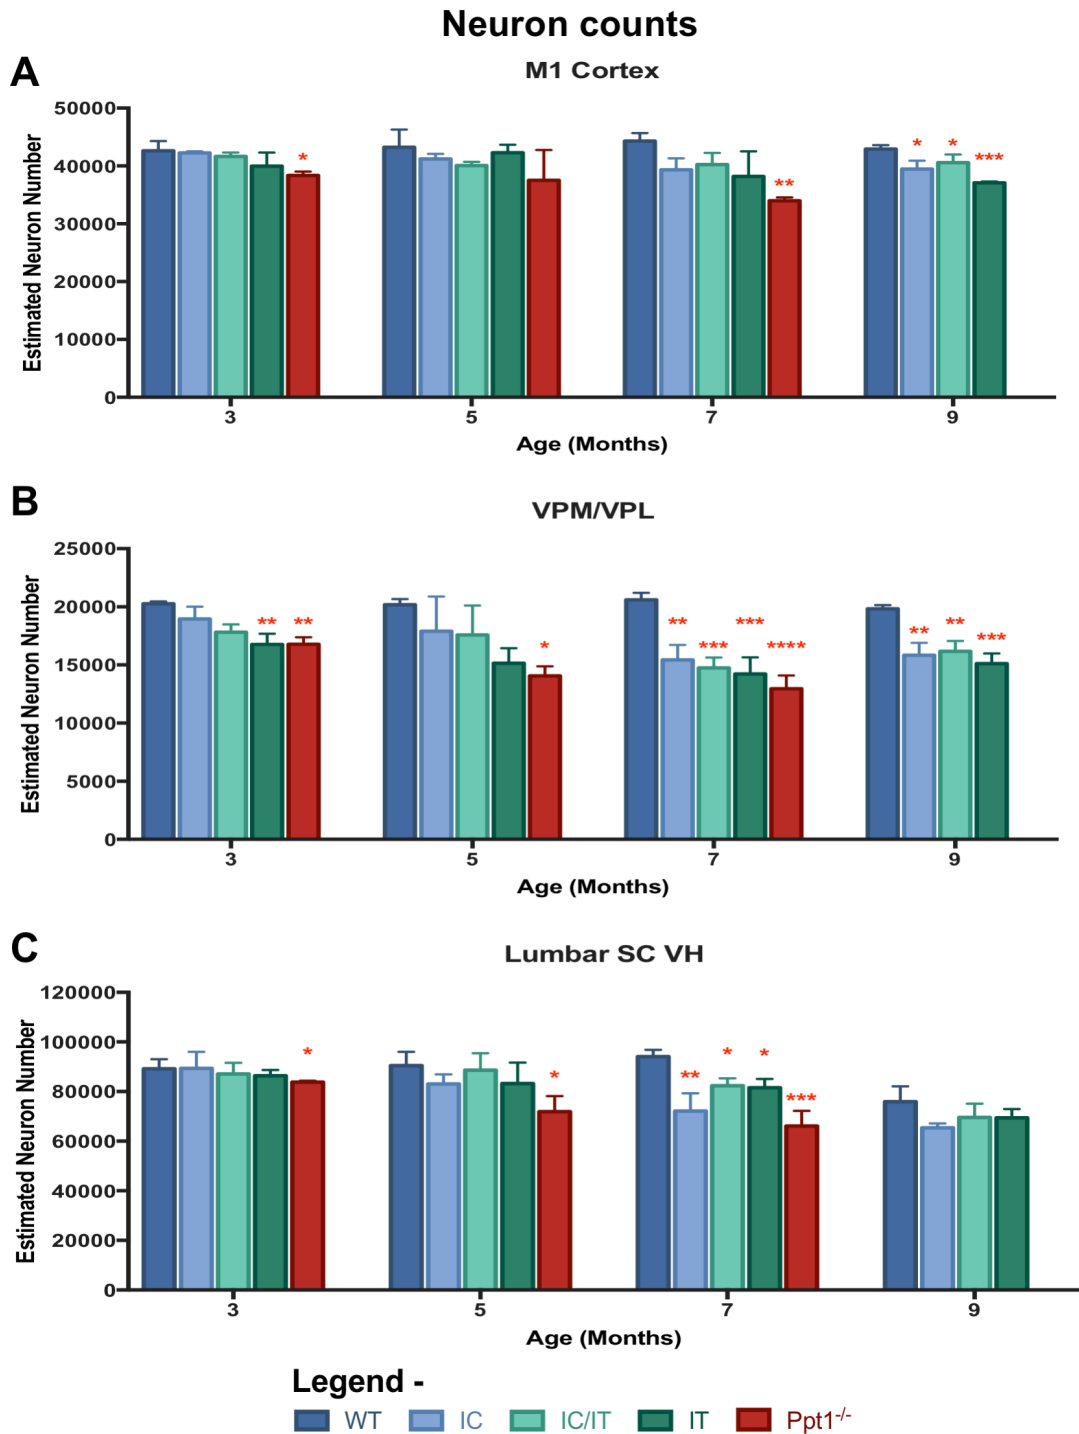 Neuron counts
A
M1 Cortex
Estimated Neuron Number
50000
40000
30000
20000
10000
0
* ** * * ***
3 5 7 9
Age (Months)
B
VPM/VPL
Estimated Neuron Number
25000
20000
15000
10000
5000
0
** ** * ** *** *** **** ** ** ***
3 5 7 9
Age (Months)
C
Lumbar SC VH
Estimated Neuron Number
120000
100000
80000
60000
40000
20000
0
* * ** * * ***
3 5 7 9
Age (Months)
Legend -
WT IC IC/IT IT Ppt1-/-